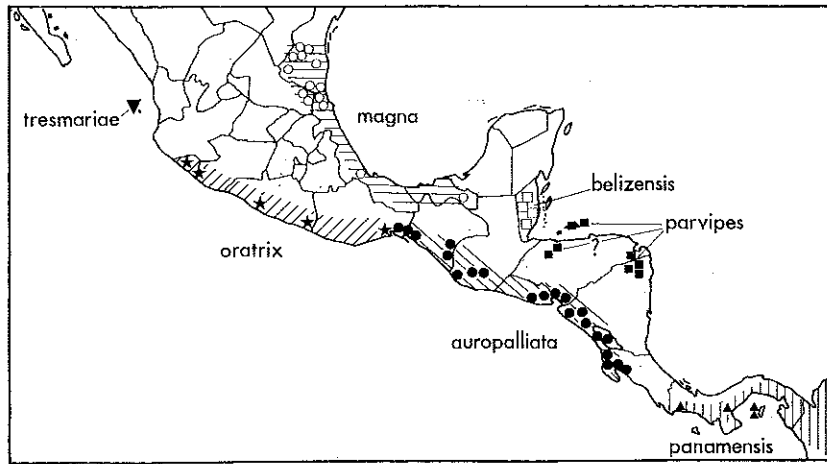 magna
tresmariae
belizensis
parvipes
?
oratrix
auropalliata
panamensis